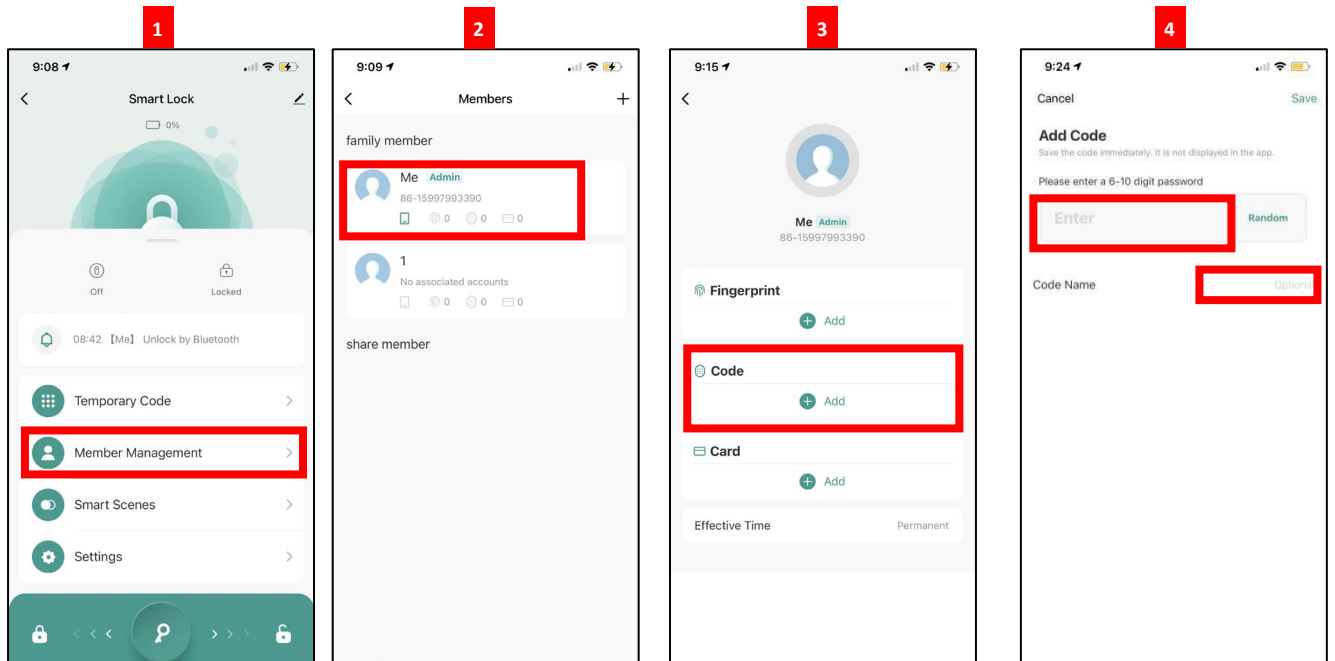 1
9:08
Smart Lock
0%
Off
Locked
08:42 【Me】 Unlock by Bluetooth
Temporary Code
Member Management
Smart Scenes
Settings
2
9:09
Members
family member
Me Admin
86-15997993390
0 0 0
1
No associated accounts
0 0 0
share member
3
9:15
Me Admin
86-15997993390
Fingerprint
Add
Code
Add
Card
Add
Effective Time Permanent
4
9:24
Cancel Save
Add Code
Save the code immediately. It is not displayed in the app.
Please enter a 6-10 digit password
Enter Random
Code Name Optional